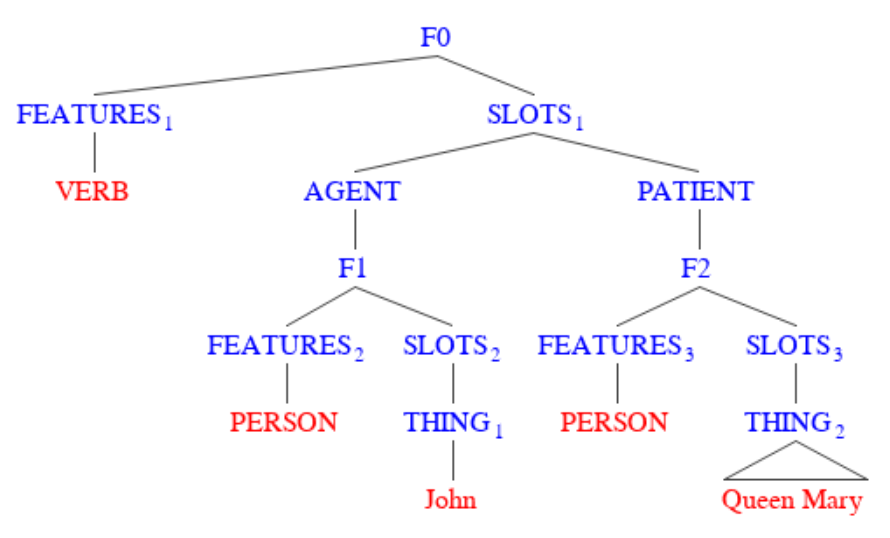 F0
FEATURES₁ SLOTS₁
VERB AGENT PATIENT
F1 F2
FEATURES₂ SLOTS₂ FEATURES₃ SLOTS₃
PERSON THING₁ PERSON THING₂
John Queen Mary